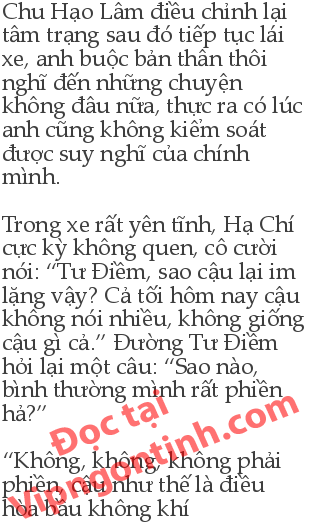 Chu Hạo Lâm điều chỉnh lại
tâm trạng sau đó tiếp tục lái
xe, anh buộc bản thân thôi
nghĩ đến những chuyện
không đâu nữa, thực ra có lúc
anh cũng không kiểm soát
được suy nghĩ của chính
mình.
Trong xe rất yên tĩnh, Hạ Chí
cực kỳ không quen, cô cười
nói: “Tư Điềm, sao cậu lại im
lặng vậy? Cả tối hôm nay cậu
không nói nhiều, không giống
cậu gì cả.” Đường Tư Điềm
hỏi lại một câu: “Sao nào,
bình thường mình rất phiền
hả?”
“Không, không, không phải
phiền, cậu như thế là điều
hòa bầu không khí
Đọc tại
Vipngontinh.com